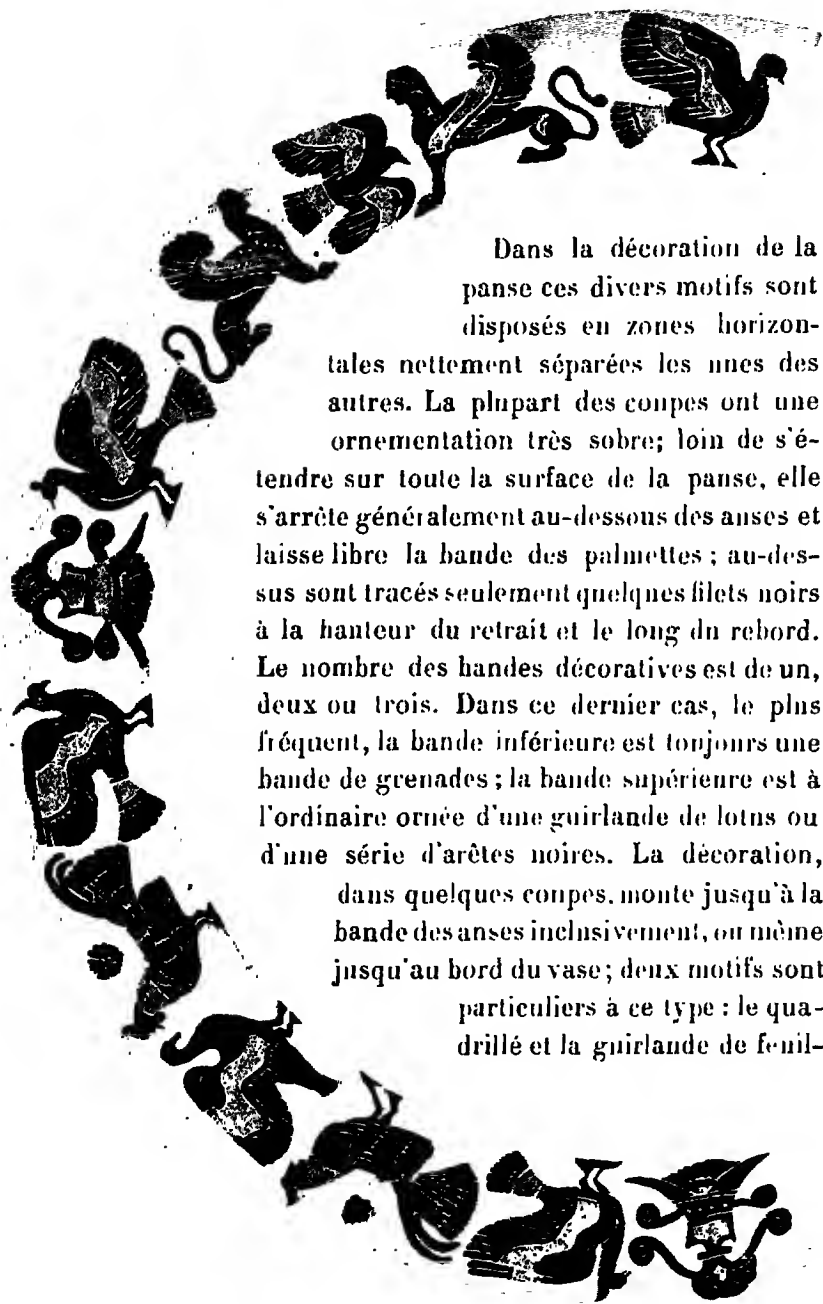 Dans la décoration de la
panse ces divers motifs sont
disposés en zones horizon-
tales nettement séparées les unes des
autres. La plupart des coupes ont une
ornementation très sobre; loin de s'é-
tendre sur toute la surface de la panse, elle
s'arrête généralement au-dessous des anses et
laisse libre la bande des palmettes; au-des-
sus sont tracés seulement quelques filets noirs
à la hauteur du retrait et le long du rebord.
Le nombre des bandes décoratives est de un,
deux ou trois. Dans ce dernier cas, le plus
fréquent, la bande inférieure est toujours une
bande de grenades; la bande supérieure est à
l'ordinaire ornée d'une guirlande de lotus ou
d'une série d'arêtes noires. La décoration,
dans quelques coupes, monte jusqu'à la
bande des anses inclusivement, ou même
jusqu'au bord du vase; deux motifs sont
particuliers à ce type : le qua-
drillé et la guirlande de feuil-